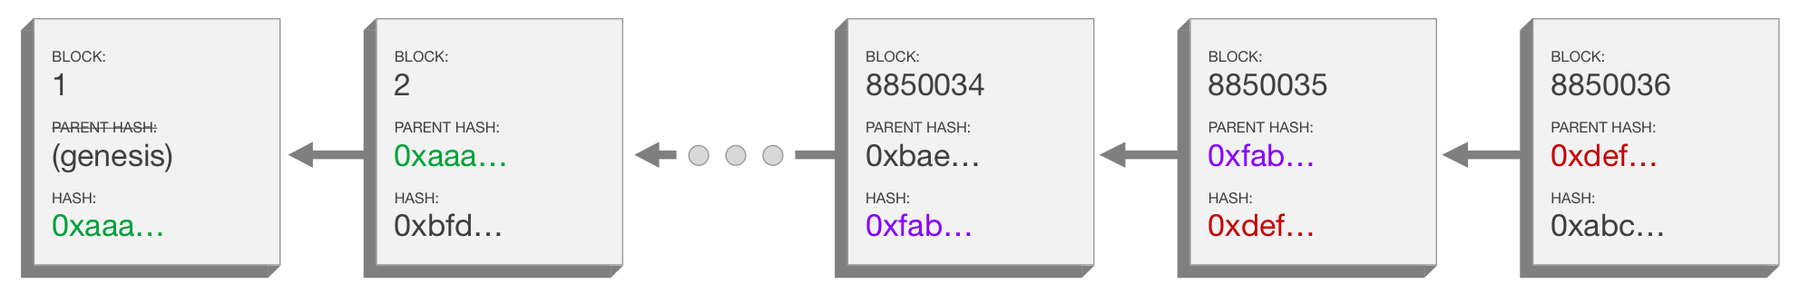 BLOCK:
1
PARENT HASH:
(genesis)
HASH:
0xaaa…
BLOCK:
2
PARENT HASH:
0xaaa…
HASH:
0xbfd…
BLOCK:
8850034
PARENT HASH:
0xbae…
HASH:
0xfab…
BLOCK:
8850035
PARENT HASH:
0xfab…
HASH:
0xdef…
BLOCK:
8850036
PARENT HASH:
0xdef…
HASH:
0xabc…